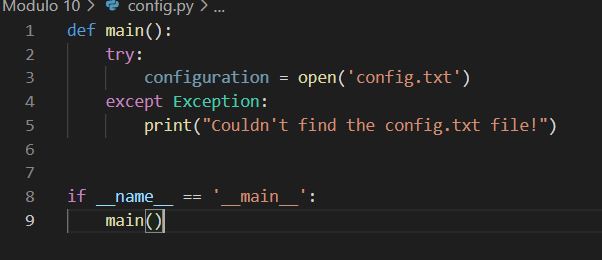 Modulo 10 > config.py > ...
1 def main():
2     try:
3         configuration = open('config.txt')
4     except Exception:
5         print("Couldn't find the config.txt file!")
6
7
8 if __name__ == '__main__':
9     main()